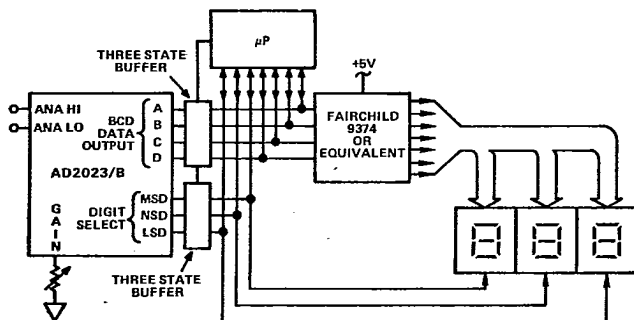 THREE STATE
BUFFER
µP
+5V
ANA HI
ANA LO
BCD
DATA
OUTPUT
A
B
C
D
AD2023/B
GAIN
DIGIT
SELECT
MSD
NSD
LSD
THREE STATE
BUFFER
FAIRCHILD
9374
OR
EQUIVALENT